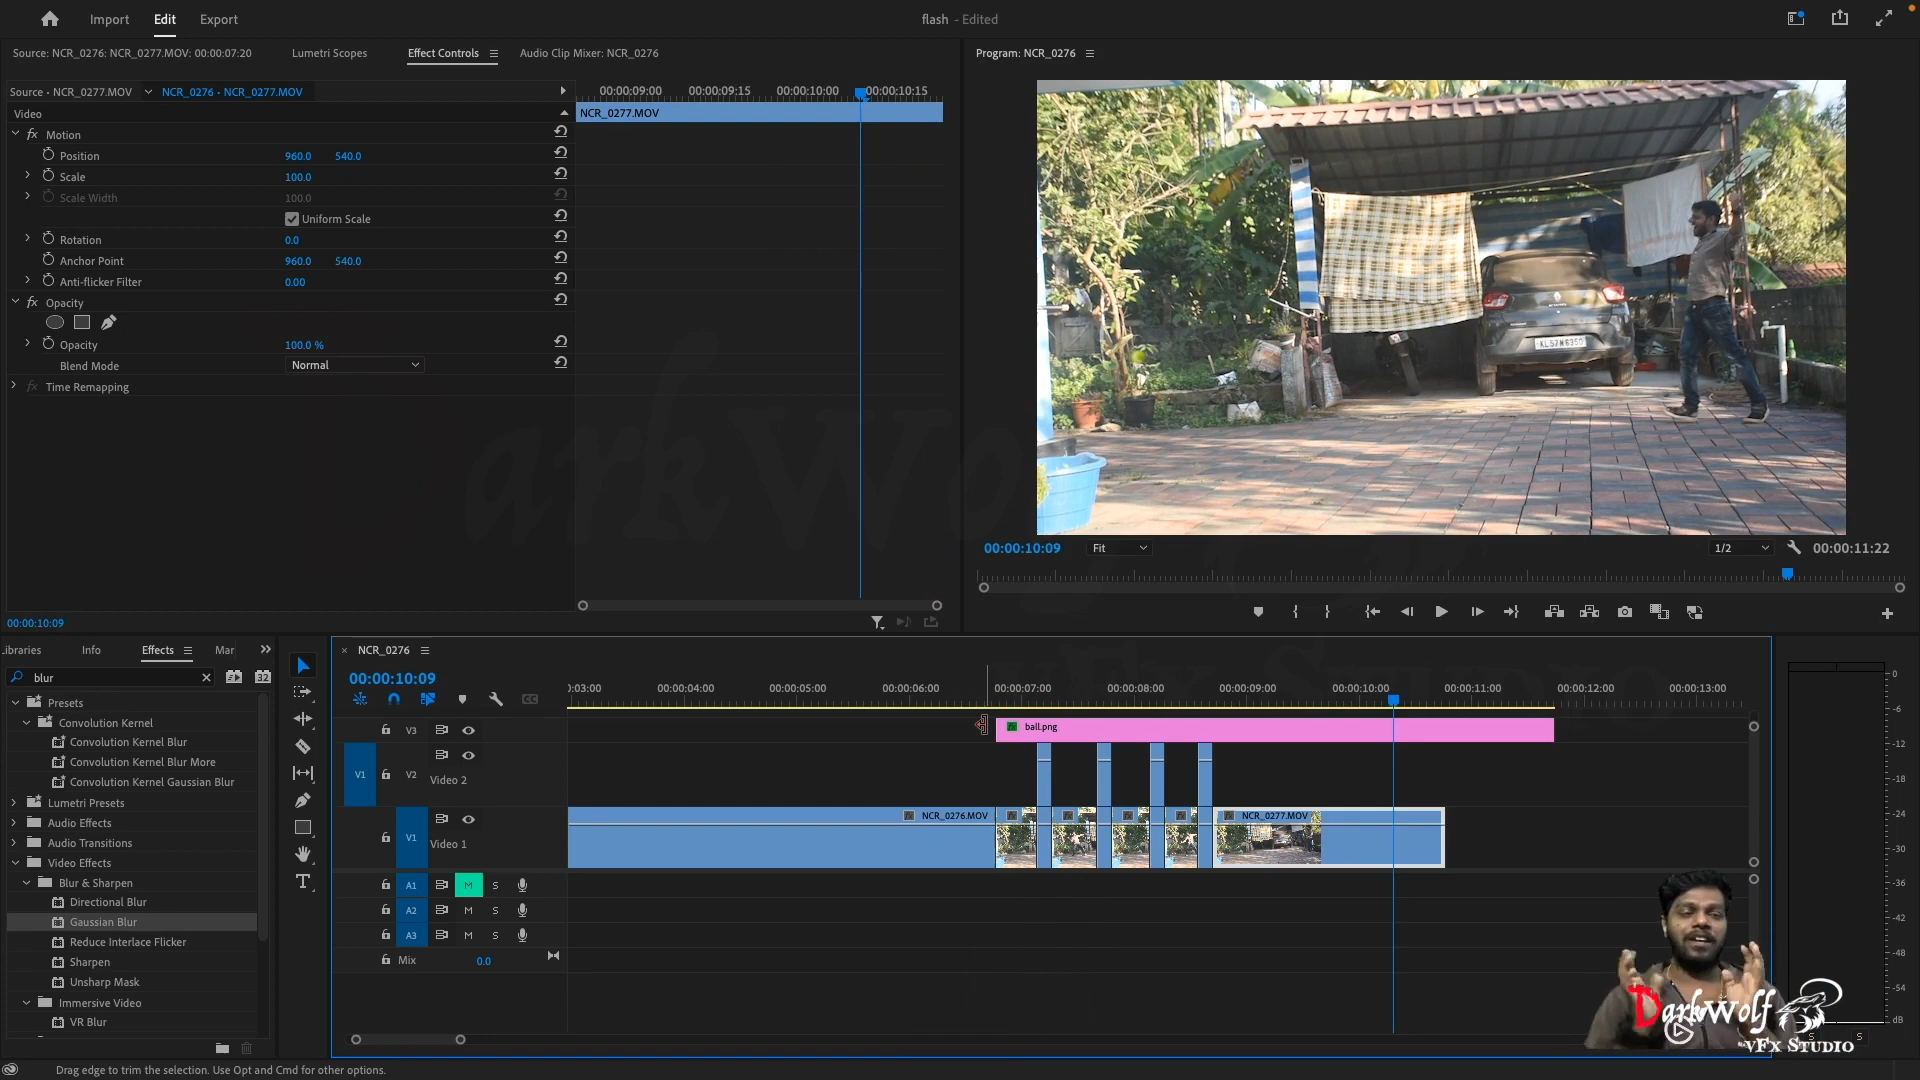 Import
Edit
Export
flash - Edited
Source: NCR_0276: NCR_0277.MOV: 00:00:07:20
Lumetri Scopes
Effect Controls
Audio Clip Mixer: NCR_0276
Program: NCR_0276
Source • NCR_0277.MOV
NCR_0276 • NCR_0277.MOV
00:00:09:00
00:00:09:15
00:00:10:00
00:00:10:15
Video
NCR_0277.MOV
fx Motion
Position 960.0 540.0
Scale 100.0
Scale Width 100.0
Uniform Scale
Rotation 0.0
Anchor Point 960.0 540.0
Anti-flicker Filter 0.00
fx Opacity
Opacity 100.0 %
Blend Mode Normal
fx Time Remapping
00:00:10:09
00:00:10:09
Fit
1/2
00:00:11:22
ibraries
Info
Effects
Mar
blur
32
Presets
Convolution Kernel
Convolution Kernel Blur
Convolution Kernel Blur More
Convolution Kernel Gaussian Blur
Lumetri Presets
Audio Effects
Audio Transitions
Video Effects
Blur & Sharpen
Directional Blur
Gaussian Blur
Reduce Interlace Flicker
Sharpen
Unsharp Mask
Immersive Video
VR Blur
NCR_0276
00:00:10:09
CC
0:03:00
00:00:04:00
00:00:05:00
00:00:06:00
00:00:07:00
00:00:08:00
00:00:09:00
00:00:10:00
00:00:11:00
00:00:12:00
00:00:13:00
V3
fx ball.png
V1
V2
Video 2
V1
Video 1
fx NCR_0276.MOV
fx NCR_0277.MOV
A1 M S
A2 M S
A3 M S
Mix 0.0
0
-6
-12
-18
-24
-30
-36
-42
-48
-54
dB
S
S
DarkWolf
vFx Studio
Drag edge to trim the selection. Use Opt and Cmd for other options.